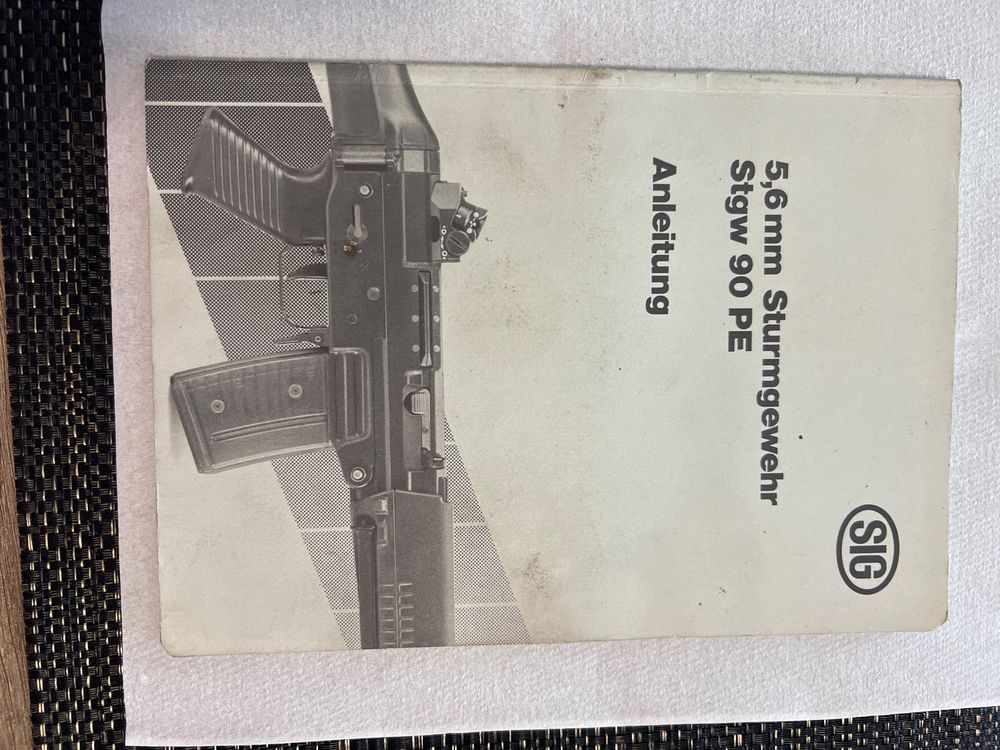 SIG
5,6 mm Sturmgewehr
Stgw 90 PE
Anleitung